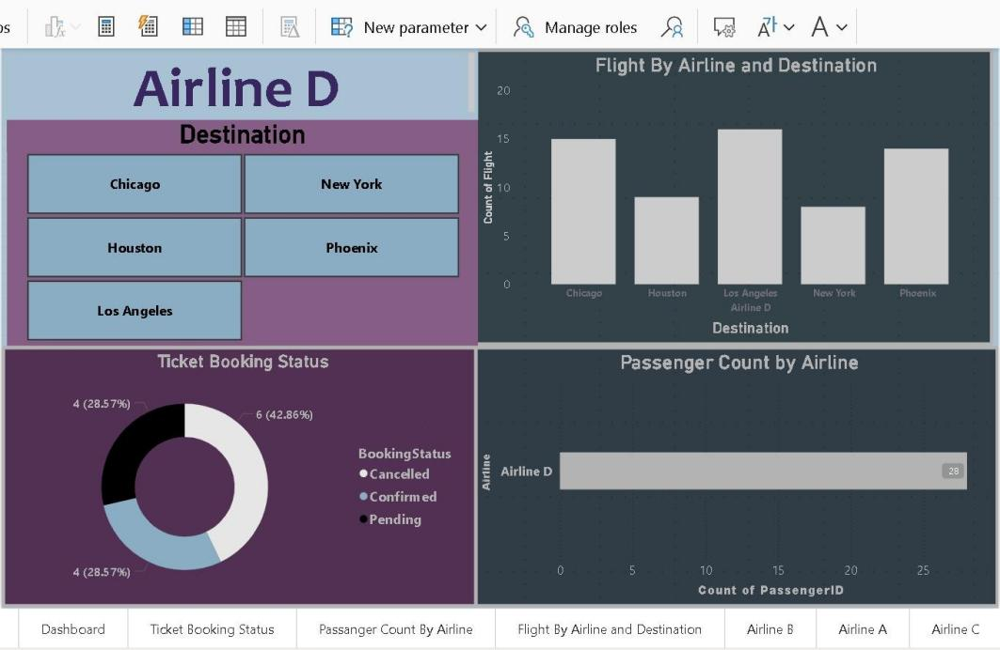 os
New parameter
Manage roles
Airline D
Destination
Chicago
New York
Houston
Phoenix
Los Angeles
Flight By Airline and Destination
Count of Flight
20
15
10
5
0
Chicago
Houston
Los Angeles
New York
Phoenix
Airline D
Destination
Ticket Booking Status
4 (28.57%)
6 (42.86%)
4 (28.57%)
BookingStatus
Cancelled
Confirmed
Pending
Passenger Count by Airline
Airline
Airline D
28
0
5
10
15
20
25
Count of PassengerID
Dashboard
Ticket Booking Status
Passanger Count By Airline
Flight By Airline and Destination
Airline B
Airline A
Airline C